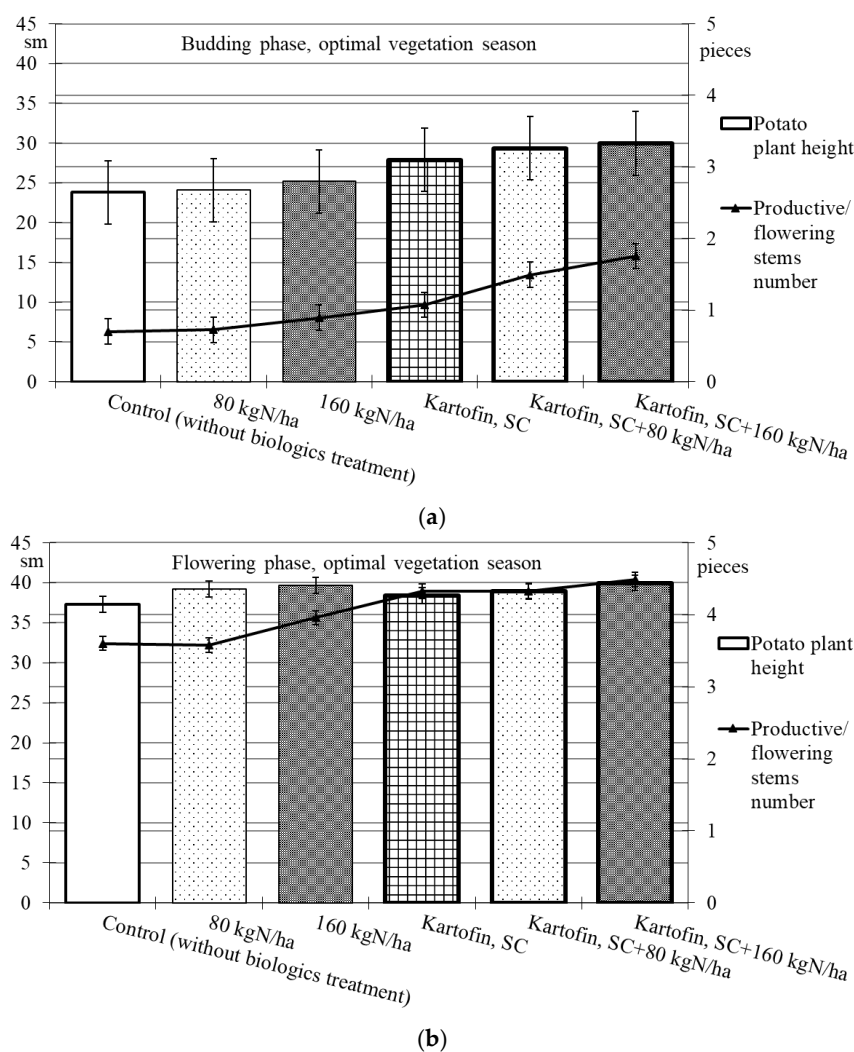 45
sm
40
35
30
25
20
15
10
5
0
Budding phase, optimal vegetation season
5
pieces
4
3
2
1
0
Potato
plant height
Productive/
flowering
stems
number
Control (without biologics treatment)
80 kgN/ha
160 kgN/ha
Kartofin, SC
Kartofin, SC+80 kgN/ha
Kartofin, SC+160 kgN/ha
(a)
45
sm
40
35
30
25
20
15
10
5
0
Flowering phase, optimal vegetation season
5
pieces
4
3
2
1
0
Potato plant
height
Productive/
flowering
stems
number
Control (without biologics treatment)
80 kgN/ha
160 kgN/ha
Kartofin, SC
Kartofin, SC+80 kgN/ha
Kartofin, SC+160 kgN/ha
(b)